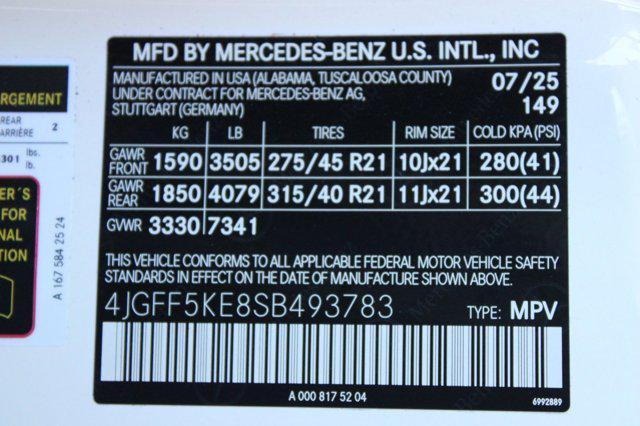 MFD BY MERCEDES-BENZ U.S. INTL., INC
MANUFACTURED IN USA (ALABAMA, TUSCALOOSA COUNTY) 07/25
UNDER CONTRACT FOR MERCEDES-BENZ AG,
STUTTGART (GERMANY) 149
KG LB TIRES RIM SIZE COLD KPA (PSI)
GAWR FRONT 1590 3505 275/45 R21 10Jx21 280(41)
GAWR REAR 1850 4079 315/40 R21 11Jx21 300(44)
GVWR 3330 7341
THIS VEHICLE CONFORMS TO ALL APPLICABLE FEDERAL MOTOR VEHICLE SAFETY
STANDARDS IN EFFECT ON THE DATE OF MANUFACTURE SHOWN ABOVE.
4JGFF5KE8SB493783 TYPE: MPV
A 000 817 52 04
6992889
REAR 2
lbs.
lb.
FOR
A 167 584 25 24